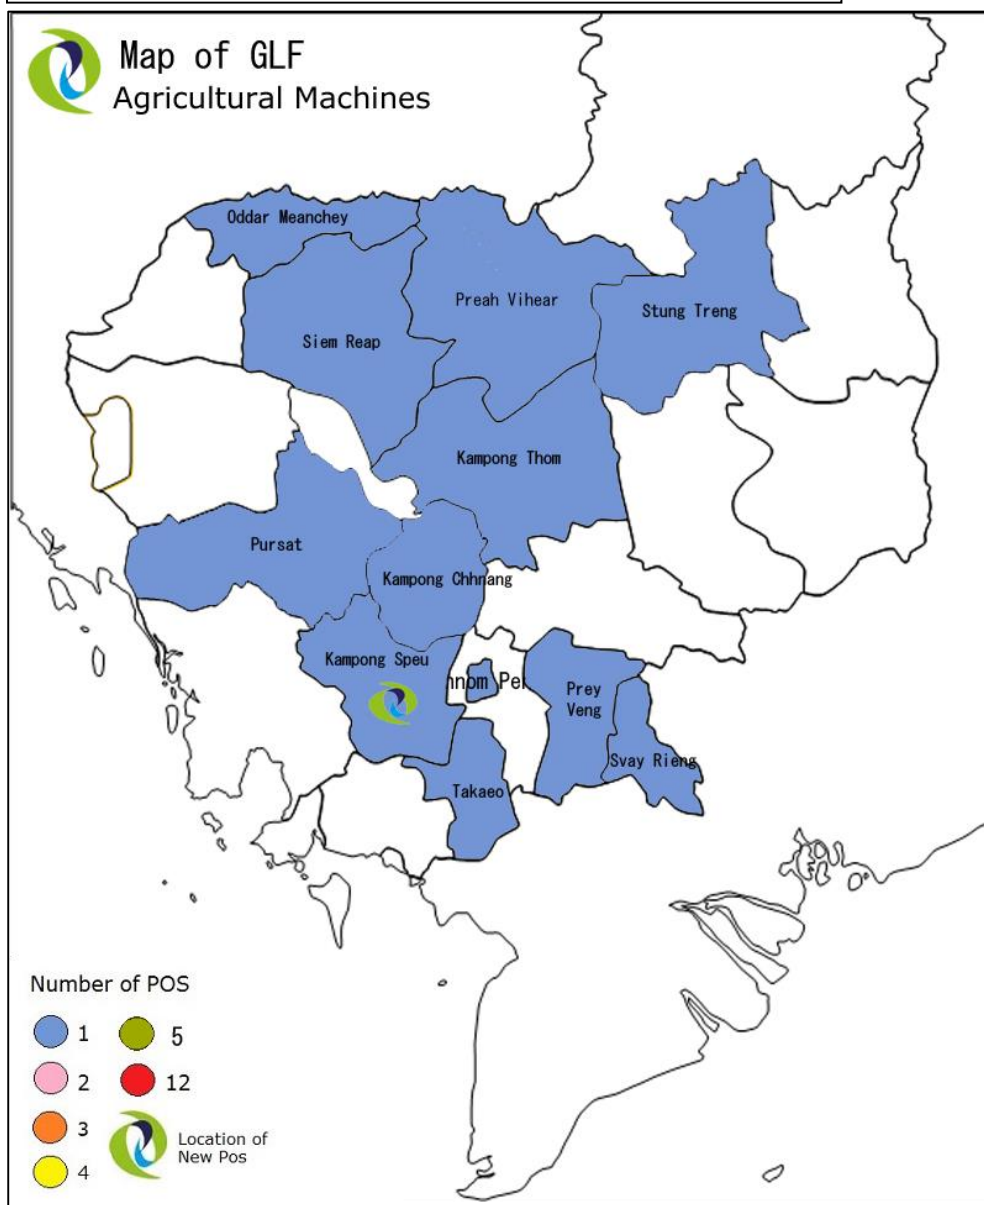 Map of GLF
Agricultural Machines
Oddar Meanchey
Preah Vihear
Stung Treng
Siem Reap
Kampong Thom
Pursat
Kampong Chhnang
Kampong Speu
nnom Pe
Prey
Veng
Svay Rieng
Takaeo
Number of POS
1
5
2
12
3
4
Location of
New Pos